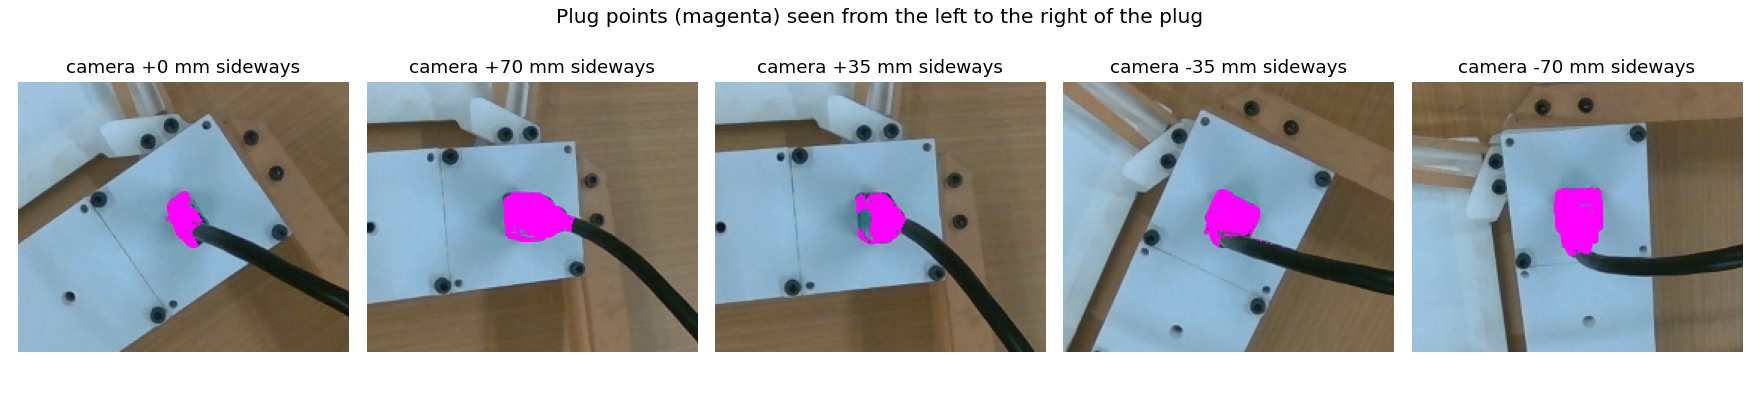 Plug points (magenta) seen from the left to the right of the plug
camera +0 mm sideways
camera +70 mm sideways
camera +35 mm sideways
camera -35 mm sideways
camera -70 mm sideways